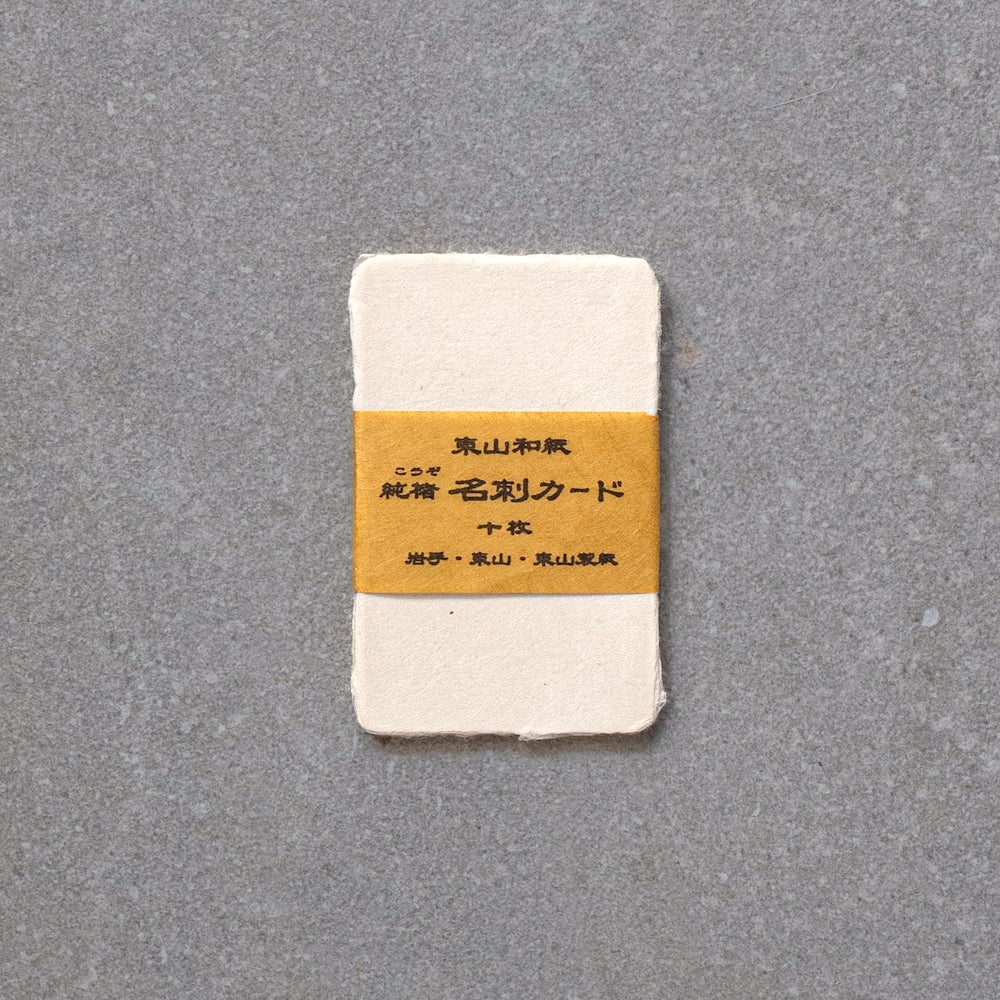 東山和紙
こうぞ
純楮 名刺カード
十枚
岩手・東山・東山製紙